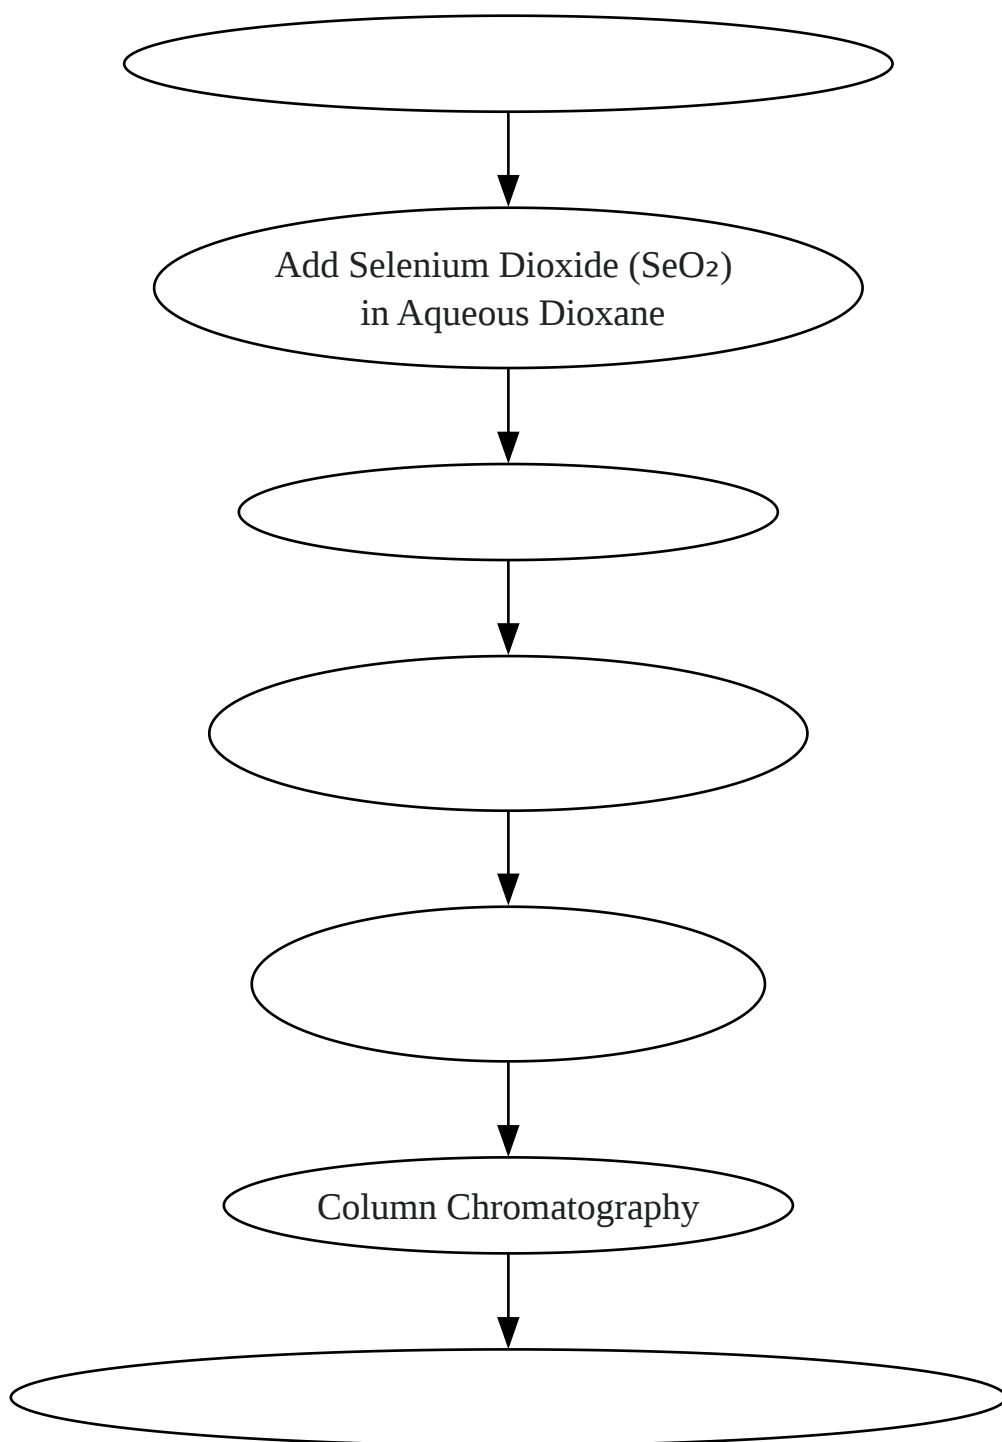 Add Selenium Dioxide (SeO₂)
in Aqueous Dioxane
Column Chromatography